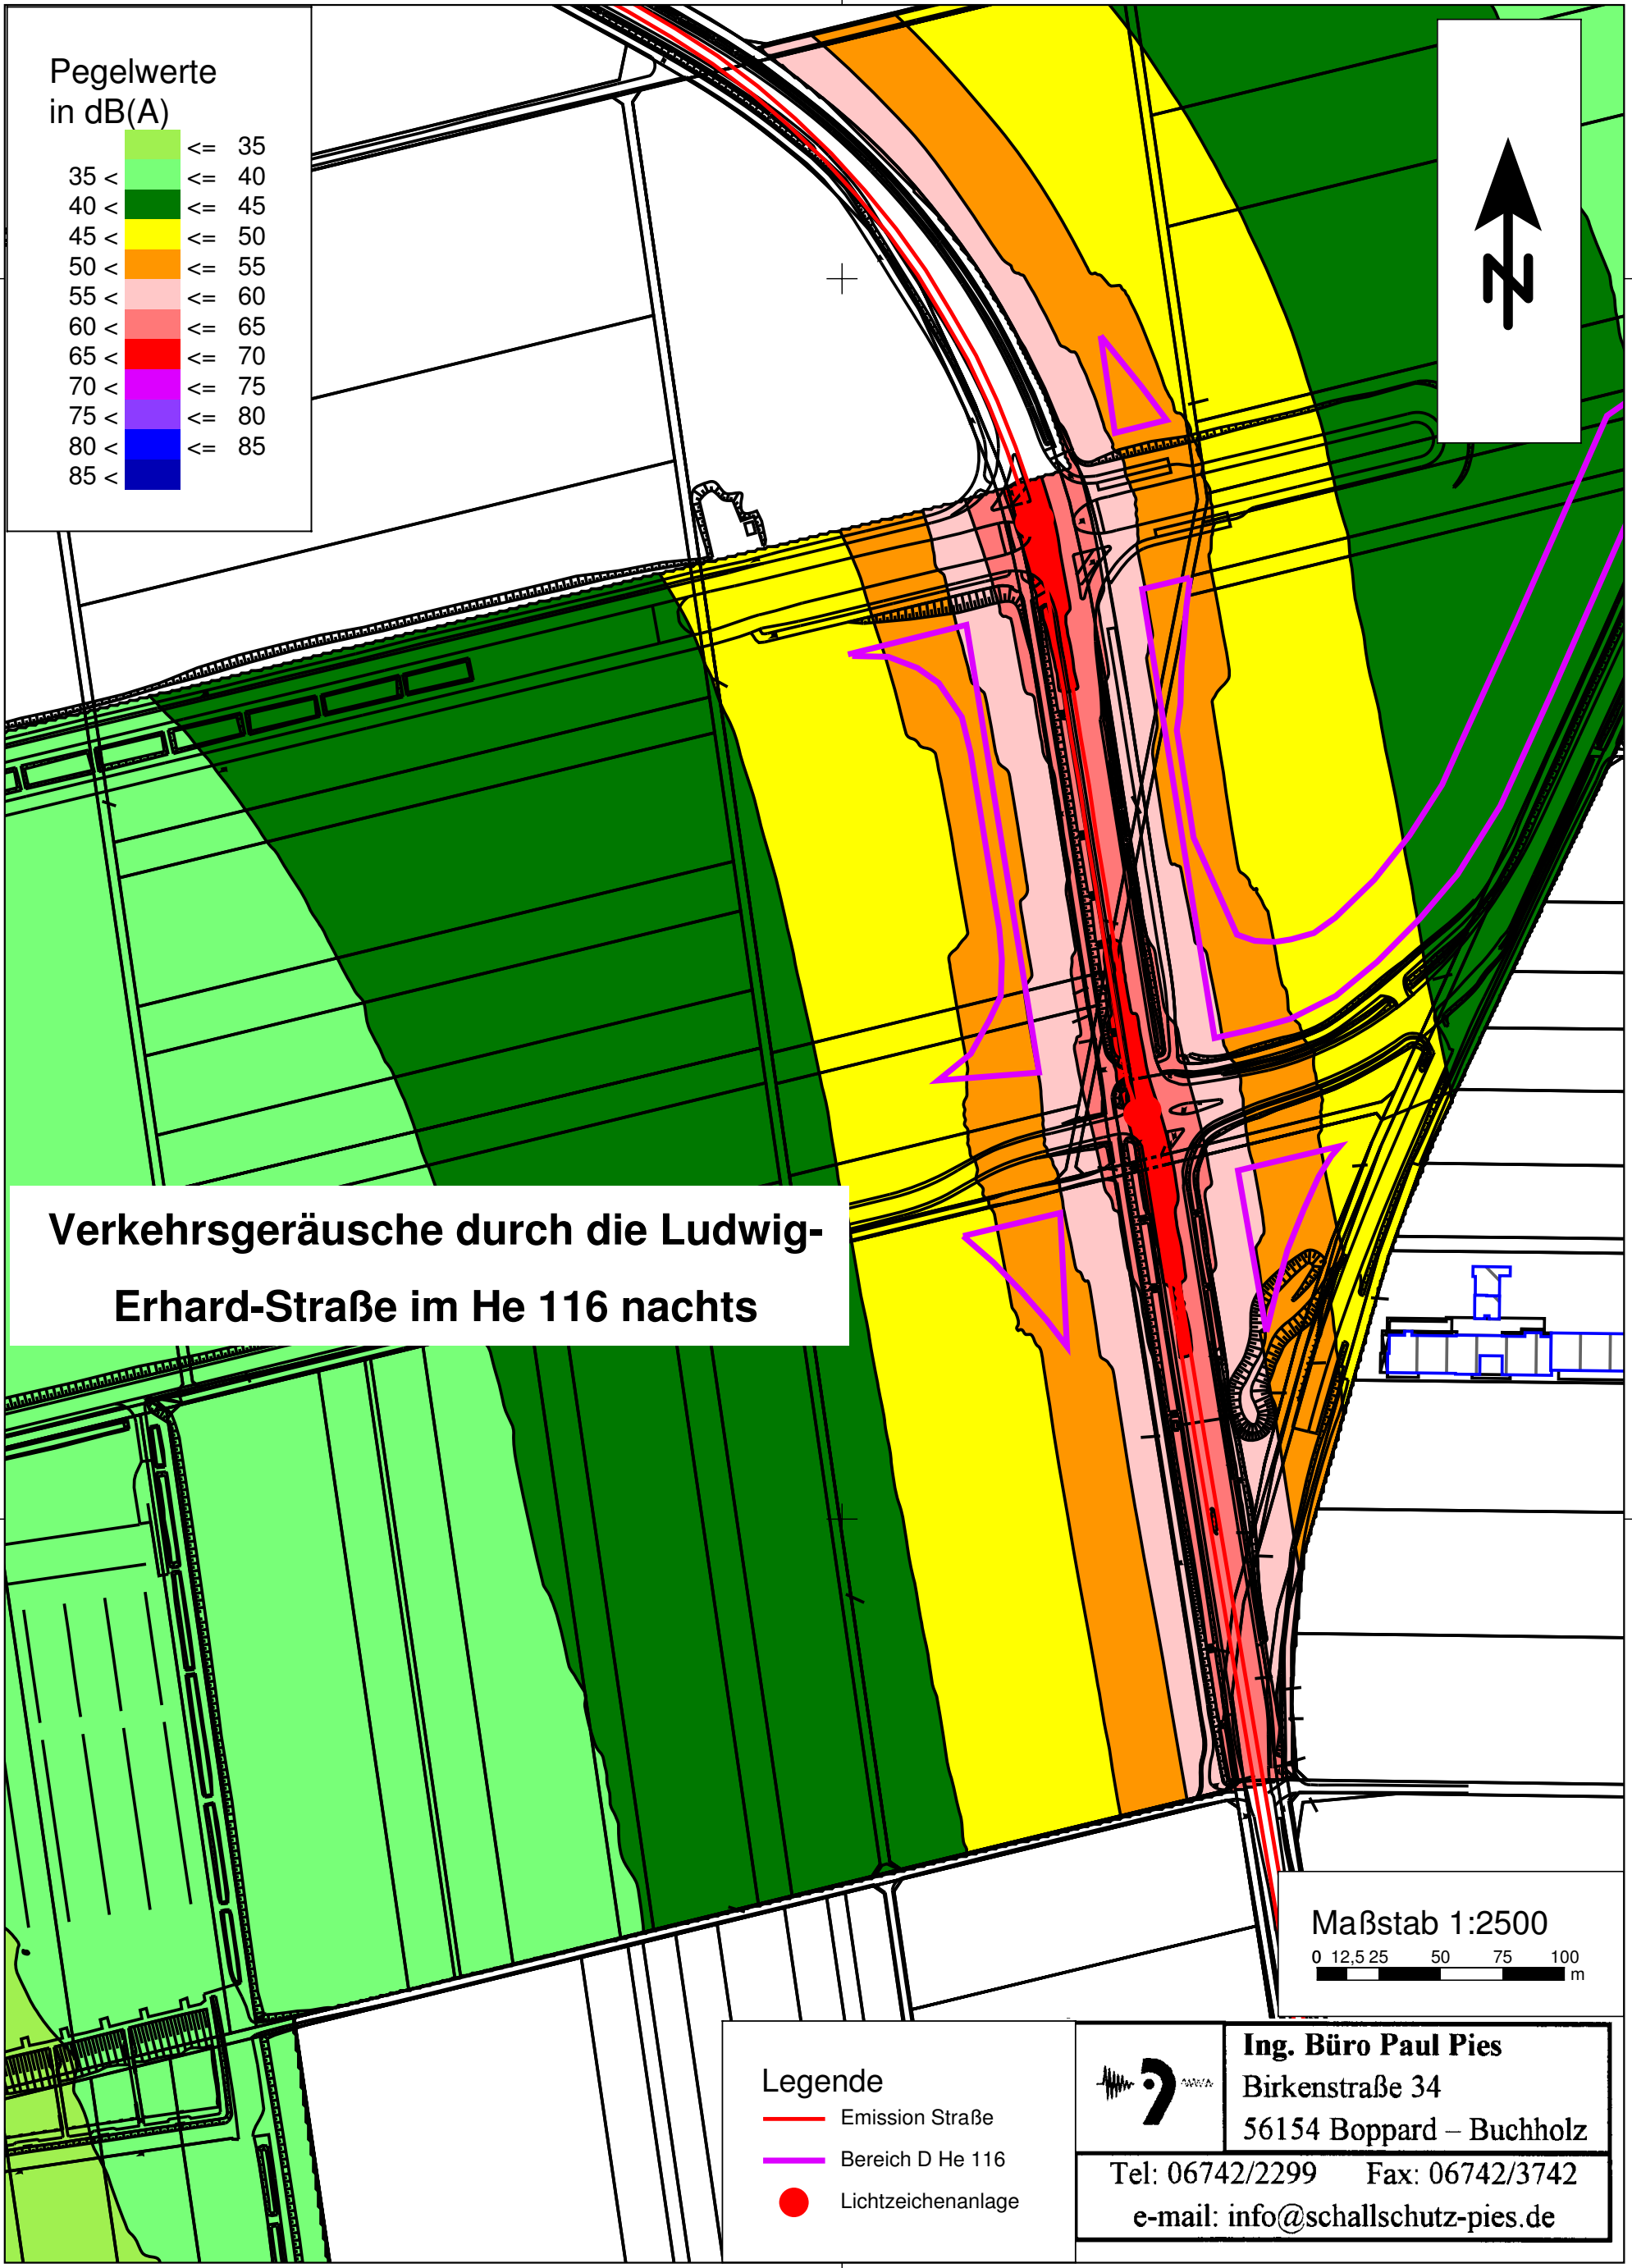 Pegelwerte
in dB(A)
<= 35
35 < <= 40
40 < <= 45
45 < <= 50
50 < <= 55
55 < <= 60
60 < <= 65
65 < <= 70
70 < <= 75
75 < <= 80
80 < <= 85
85 <
N
Verkehrsgeräusche durch die Ludwig-
Erhard-Straße im He 116 nachts
Maßstab 1:2500
0 12,5 25 50 75 100
m
Legende
Emission Straße
Bereich D He 116
Lichtzeichenanlage
Ing. Büro Paul Pies
Birkenstraße 34
56154 Boppard – Buchholz
Tel: 06742/2299 Fax: 06742/3742
e-mail: info@schallschutz-pies.de